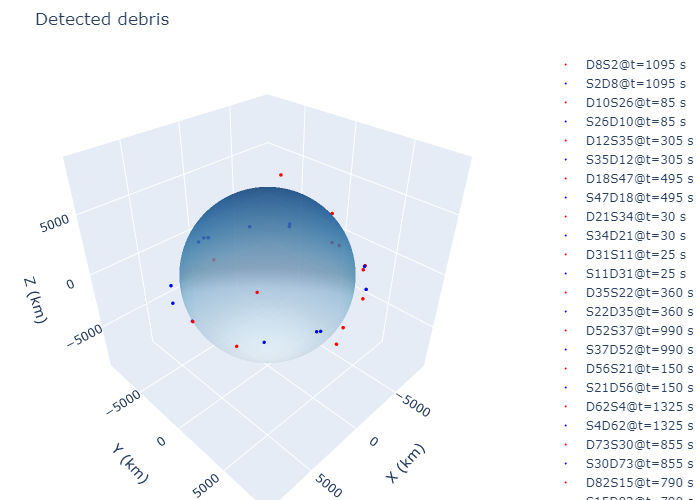 Detected debris
D8S2@t=1095 s
S2D8@t=1095 s
D10S26@t=85 s
S26D10@t=85 s
D12S35@t=305 s
S35D12@t=305 s
D18S47@t=495 s
S47D18@t=495 s
D21S34@t=30 s
S34D21@t=30 s
D31S11@t=25 s
S11D31@t=25 s
D35S22@t=360 s
S22D35@t=360 s
D52S37@t=990 s
S37D52@t=990 s
D56S21@t=150 s
S21D56@t=150 s
D62S4@t=1325 s
S4D62@t=1325 s
D73S30@t=855 s
S30D73@t=855 s
D82S15@t=790 s
5000
0
−5000
Z (km)
−5000
0
5000
Y (km)
−5000
0
5000
X (km)